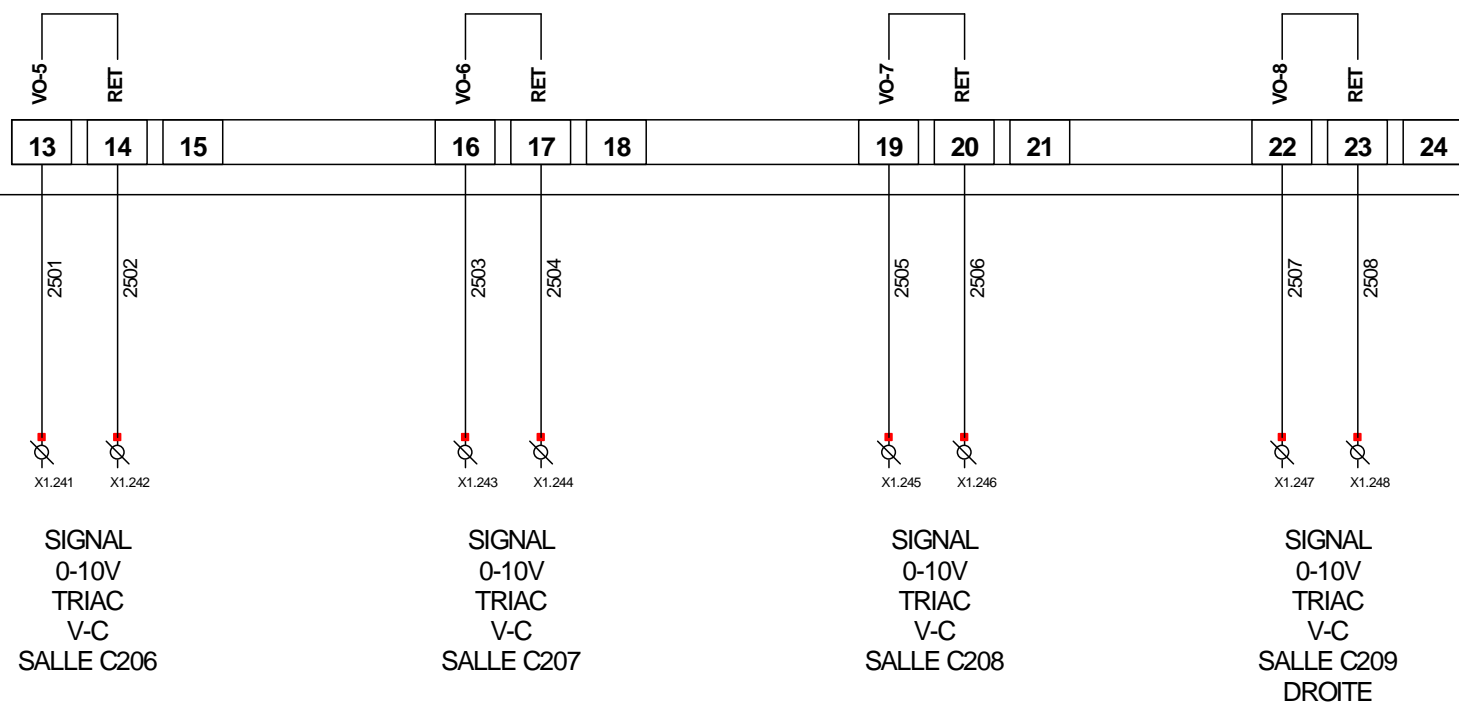 VO-5 RET VO-6 RET VO-7 RET VO-8 RET
13 14 15 16 17 18 19 20 21 22 23 24
2501 2502 2503 2504 2505 2506 2507 2508
X1.241 X1.242 X1.243 X1.244 X1.245 X1.246 X1.247 X1.248
SIGNAL
0-10V
TRIAC
V-C
SALLE C206
SIGNAL
0-10V
TRIAC
V-C
SALLE C207
SIGNAL
0-10V
TRIAC
V-C
SALLE C208
SIGNAL
0-10V
TRIAC
V-C
SALLE C209
DROITE